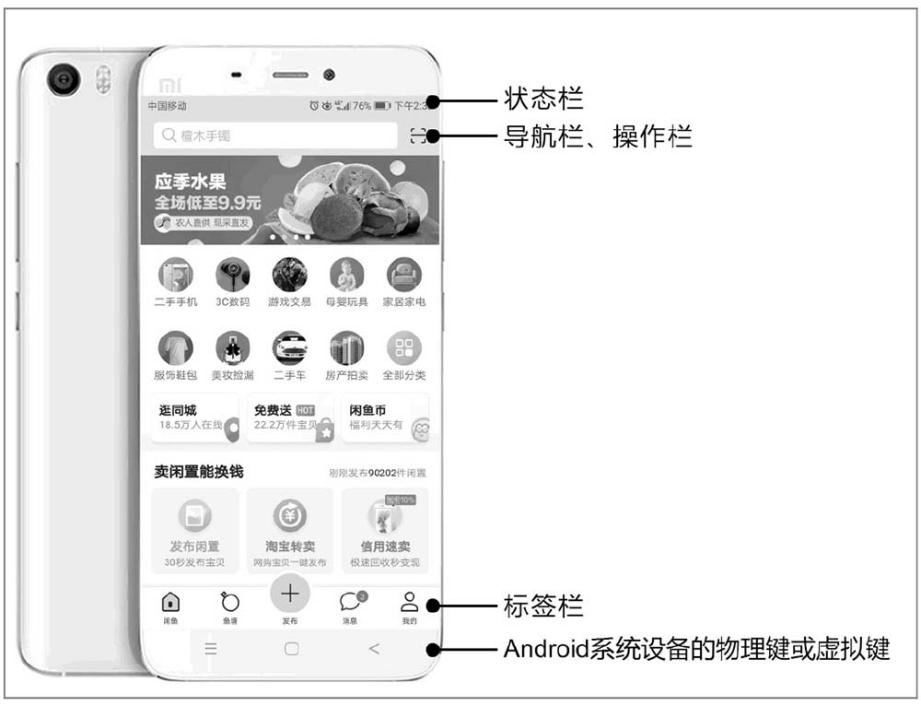 mi
中国移动
76%
下午2:3
状态栏
檀木手镯
导航栏、操作栏
应季水果
全场低至9.9元
农人直供 现采直发
二手手机
3C数码
游戏交易
母婴玩具
家居家电
服饰鞋包
美妆捡漏
二手车
房产拍卖
全部分类
逛同城
18.5万人在线
免费送 HOT
22.2万件宝贝
闲鱼币
福利天天有
卖闲置能换钱
刚刚发布90202件闲置
发布闲置
30秒发布宝贝
淘宝转卖
网购宝贝一键发布
信用速卖
极速回收秒变现
闲鱼
鱼塘
发布
消息
我的
标签栏
Android系统设备的物理键或虚拟键